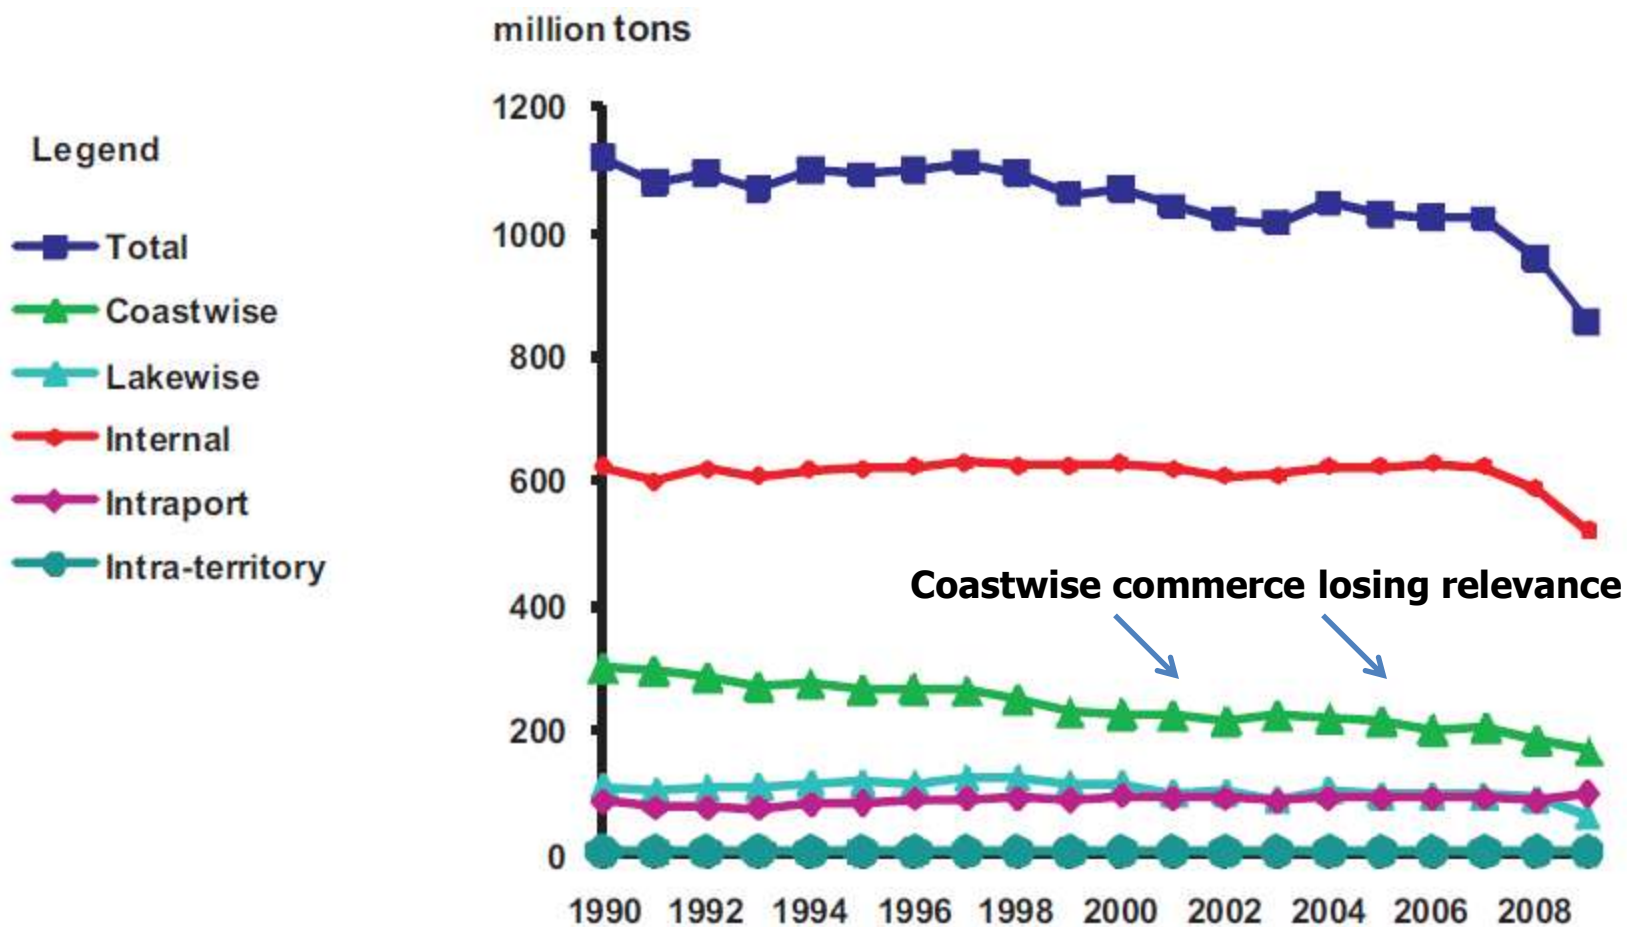 million tons
1200
1000
800
600
400
200
0
Legend
Total
Coastwise
Lakewise
Internal
Intraport
Intra-territory
Coastwise commerce losing relevance
1990 1992 1994 1996 1998 2000 2002 2004 2006 2008